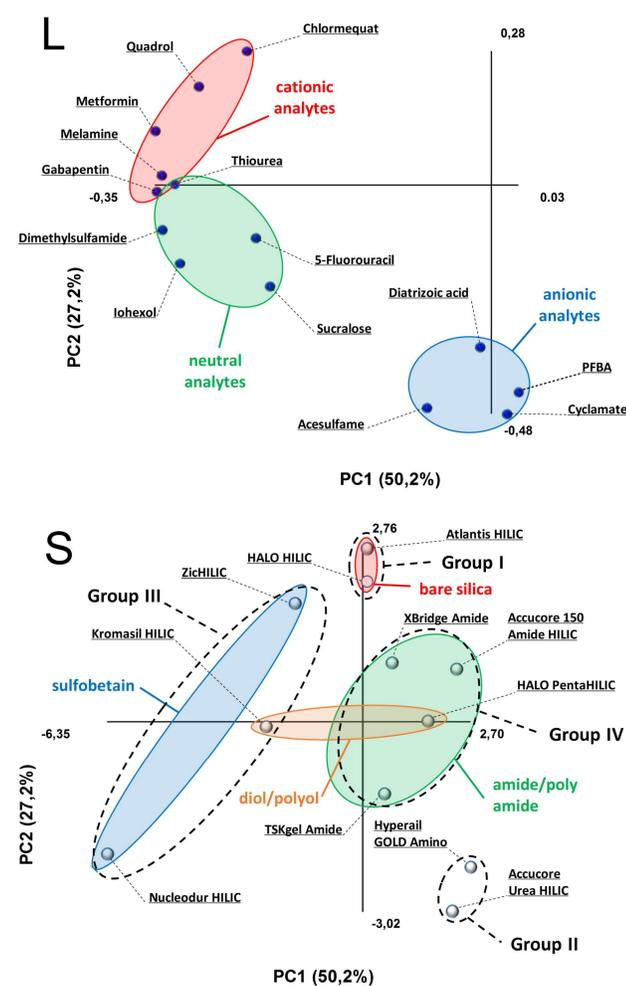 L
Chlormequat
0,28
Quadrol
cationic
analytes
Metformin
Melamine
Thiourea
Gabapentin
-0,35
0.03
Dimethylsulfamide
5-Fluorouracil
Diatrizoic acid
anionic
analytes
Iohexol
Sucralose
PC2 (27,2%)
neutral
analytes
PFBA
Acesulfame
Cyclamate
-0,48
PC1 (50,2%)
S
2,76
Atlantis HILIC
HALO HILIC
Group I
ZicHILIC
bare silica
Group III
XBridge Amide
Accucore 150
Amide HILIC
Kromasil HILIC
sulfobetain
HALO PentaHILIC
-6,35
2,70
Group IV
diol/polyol
amide/poly
amide
PC2 (27,2%)
TSKgel Amide
Hyperail
GOLD Amino
Accucore
Urea HILIC
Nucleodur HILIC
-3,02
Group II
PC1 (50,2%)